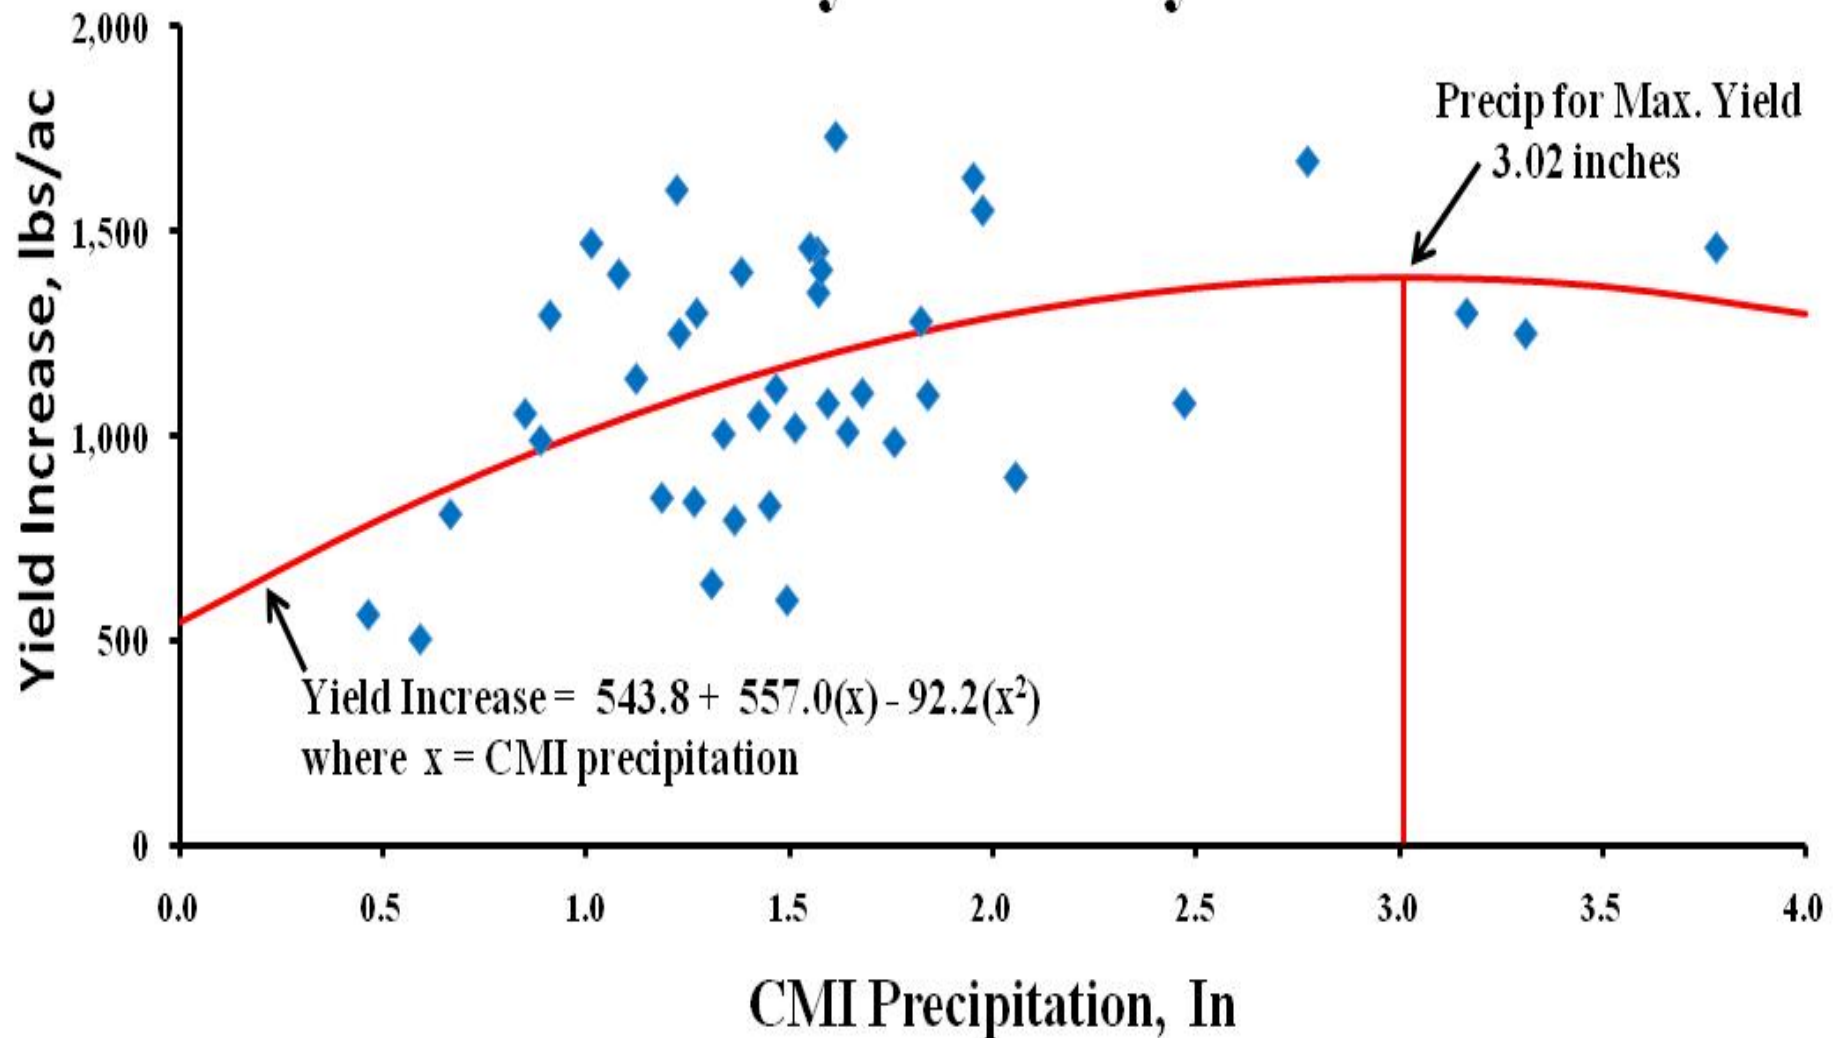 2,000
1,500
1,000
500
0
Yield Increase, lbs/ac
Precip for Max. Yield
3.02 inches
Yield Increase = 543.8 + 557.0(x) - 92.2(x²)
where x = CMI precipitation
0.0 0.5 1.0 1.5 2.0 2.5 3.0 3.5 4.0
CMI Precipitation, In